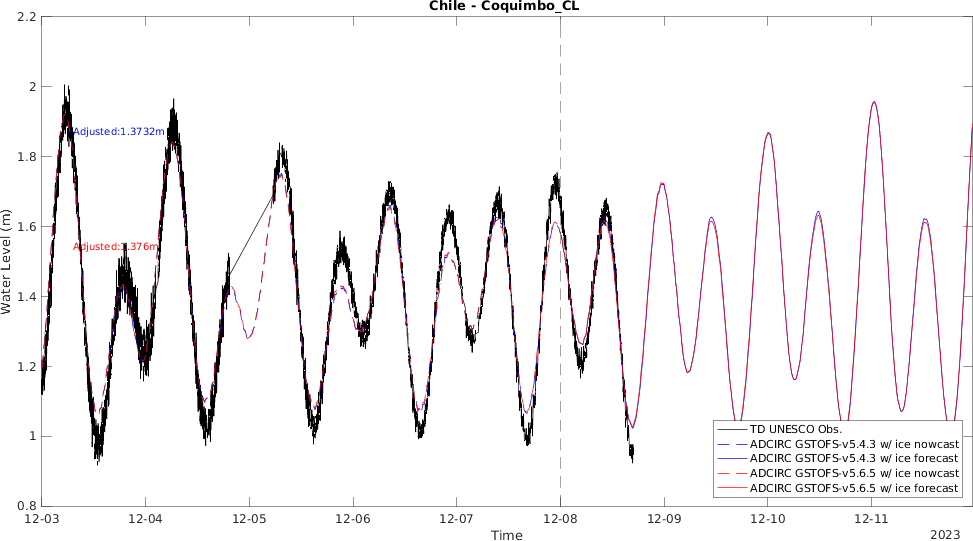 Chile - Coquimbo_CL
2.2
2
1.8
1.6
1.4
1.2
1
0.8
Water Level (m)
Adjusted:1.3732m
Adjusted:1.376m
TD UNESCO Obs.
ADCIRC GSTOFS-v5.4.3 w/ ice nowcast
ADCIRC GSTOFS-v5.4.3 w/ ice forecast
ADCIRC GSTOFS-v5.6.5 w/ ice nowcast
ADCIRC GSTOFS-v5.6.5 w/ ice forecast
12-03 12-04 12-05 12-06 12-07 12-08 12-09 12-10 12-11
Time
2023